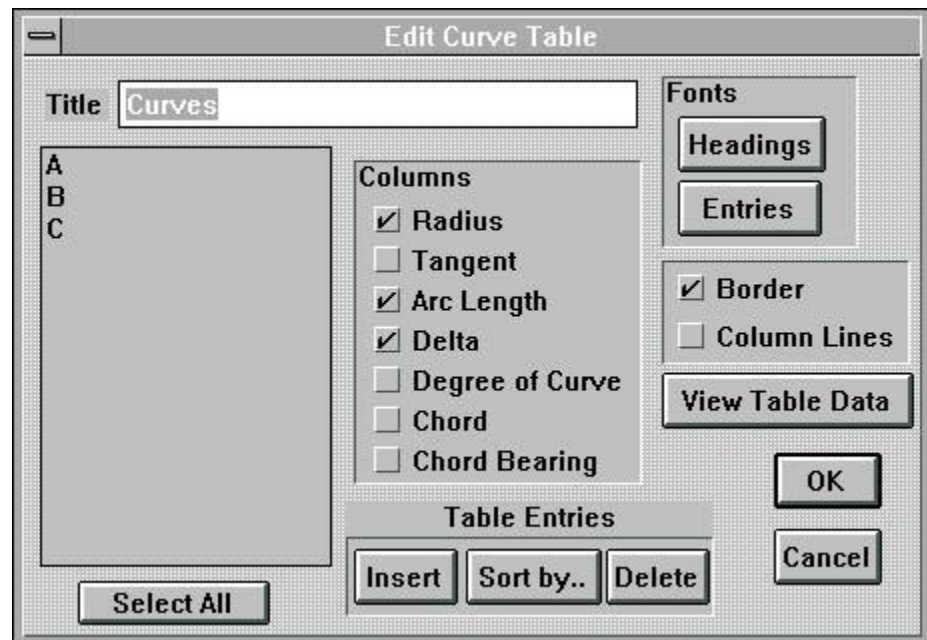 Edit Curve Table
Title
Curves
A
B
C
Select All
Columns
Radius
Tangent
Arc Length
Delta
Degree of Curve
Chord
Chord Bearing
Table Entries
Insert
Sort by..
Delete
Fonts
Headings
Entries
Border
Column Lines
View Table Data
OK
Cancel